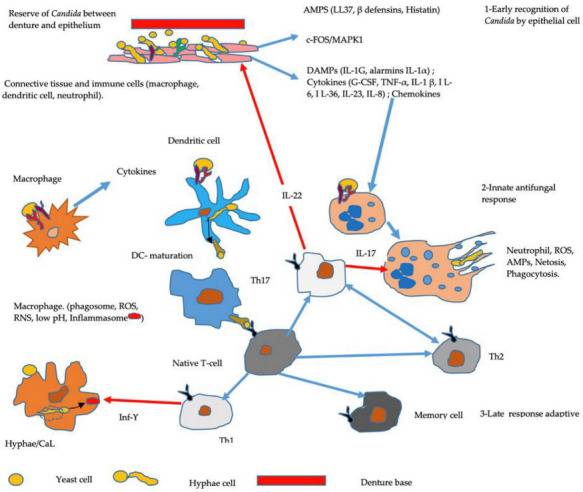 Reserve of Candida between
denture and epithelium
AMPS (LL37, β defensins, Histatin)
1-Early recognition of
Candida by epithelial cell
c-FOS/MAPK1
Connective tissue and immune cells (macrophage,
dendritic cell, neutrophil).
DAMPs (IL-1G, alarmins IL-1α) ;
Cytokines (G-CSF, TNF-α, IL-1 β, I L-
6, I L-36, IL-23, IL-8) ; Chemokines
Dendritic cell
Macrophage
Cytokines
IL-22
2-Innate antifungal
response
DC- maturation
Th17
IL-17
Neutrophil, ROS,
AMPs, Netosis,
Phagocytosis.
Macrophage. (phagosome, ROS,
RNS, low pH, Inflammasome )
Native T-cell
Th2
Inf-Y
Hyphae/CaL
Th1
Memory cell
3-Late response adaptive
Yeast cell
Hyphae cell
Denture base